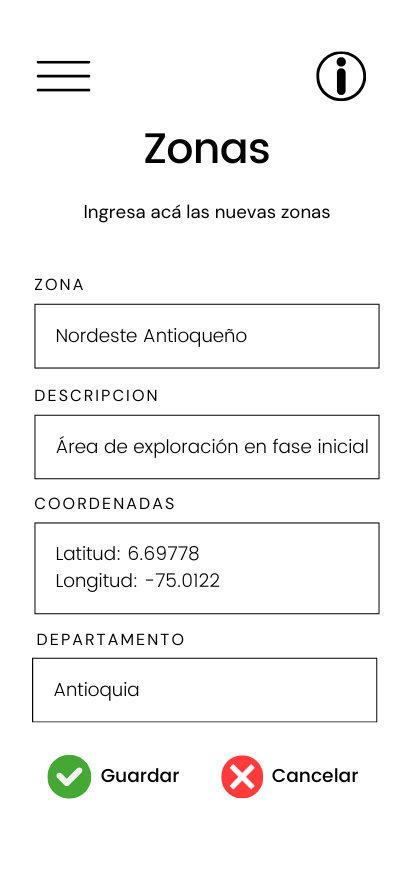 Zonas
Ingresa acá las nuevas zonas
ZONA
Nordeste Antioqueño
DESCRIPCION
Área de exploración en fase inicial
COORDENADAS
Latitud: 6.69778
Longitud: -75.0122
DEPARTAMENTO
Antioquia
Guardar Cancelar